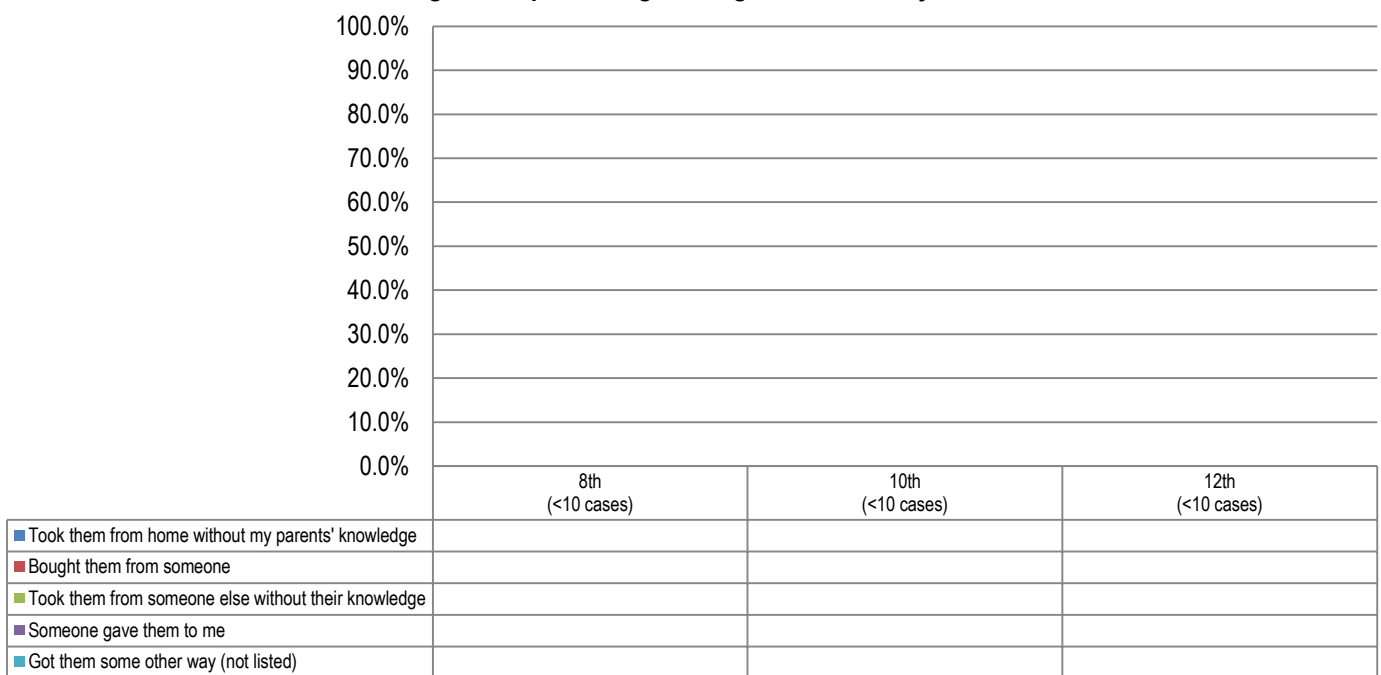 100.0%
90.0%
80.0%
70.0%
60.0%
50.0%
40.0%
30.0%
20.0%
10.0%
0.0%
8th 10th 12th
(<10 cases) (<10 cases) (<10 cases)
Took them from home without my parents' knowledge
Bought them from someone
Took them from someone else without their knowledge
Someone gave them to me
Got them some other way (not listed)